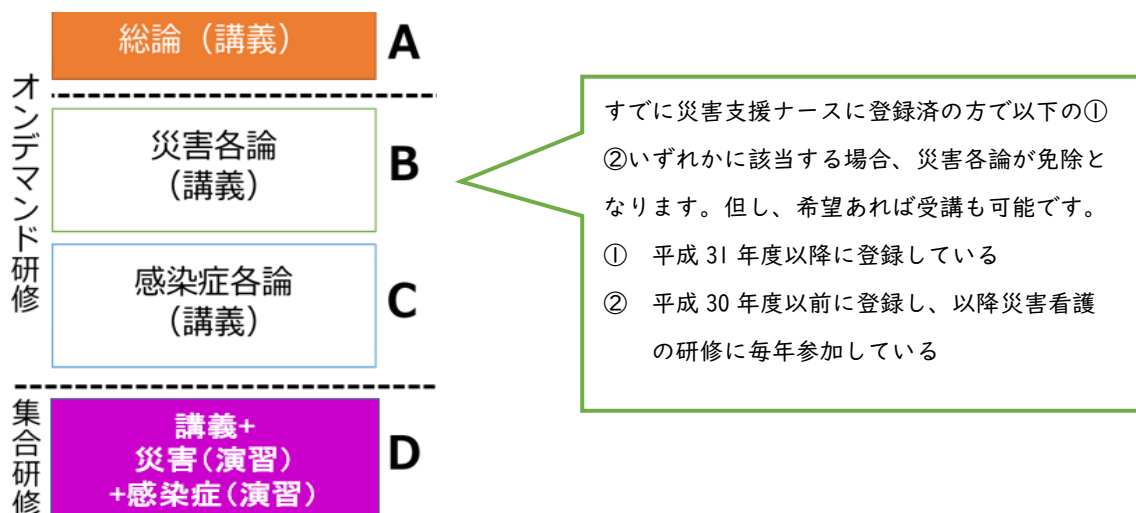 総論（講義）
A
オンデマンド研修
災害各論
（講義）
B
感染症各論
（講義）
C
集合研修
講義+
災害（演習）
+感染症（演習）
D
すでに災害支援ナースに登録済の方で以下の①
②いずれかに該当する場合、災害各論が免除と
なります。但し、希望あれば受講も可能です。
①　平成31年度以降に登録している
②　平成30年度以前に登録し、以降災害看護
の研修に毎年参加している